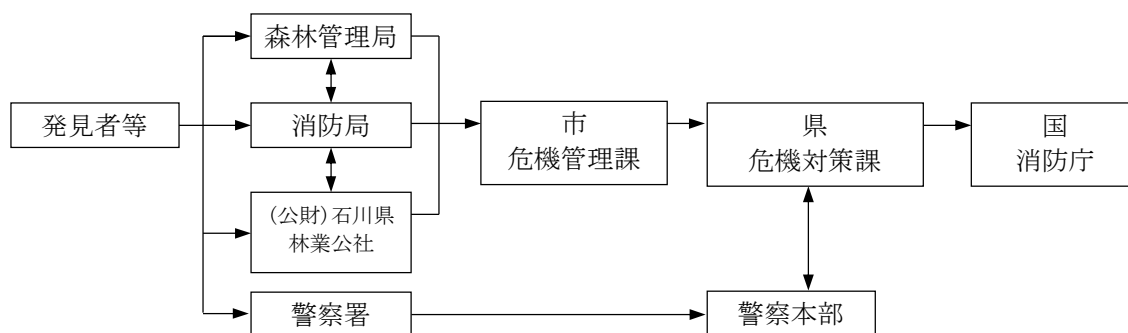 森林管理局
発見者等
消防局
市
危機管理課
県
危機対策課
国
消防庁
(公財)石川県
林業公社
警察署
警察本部